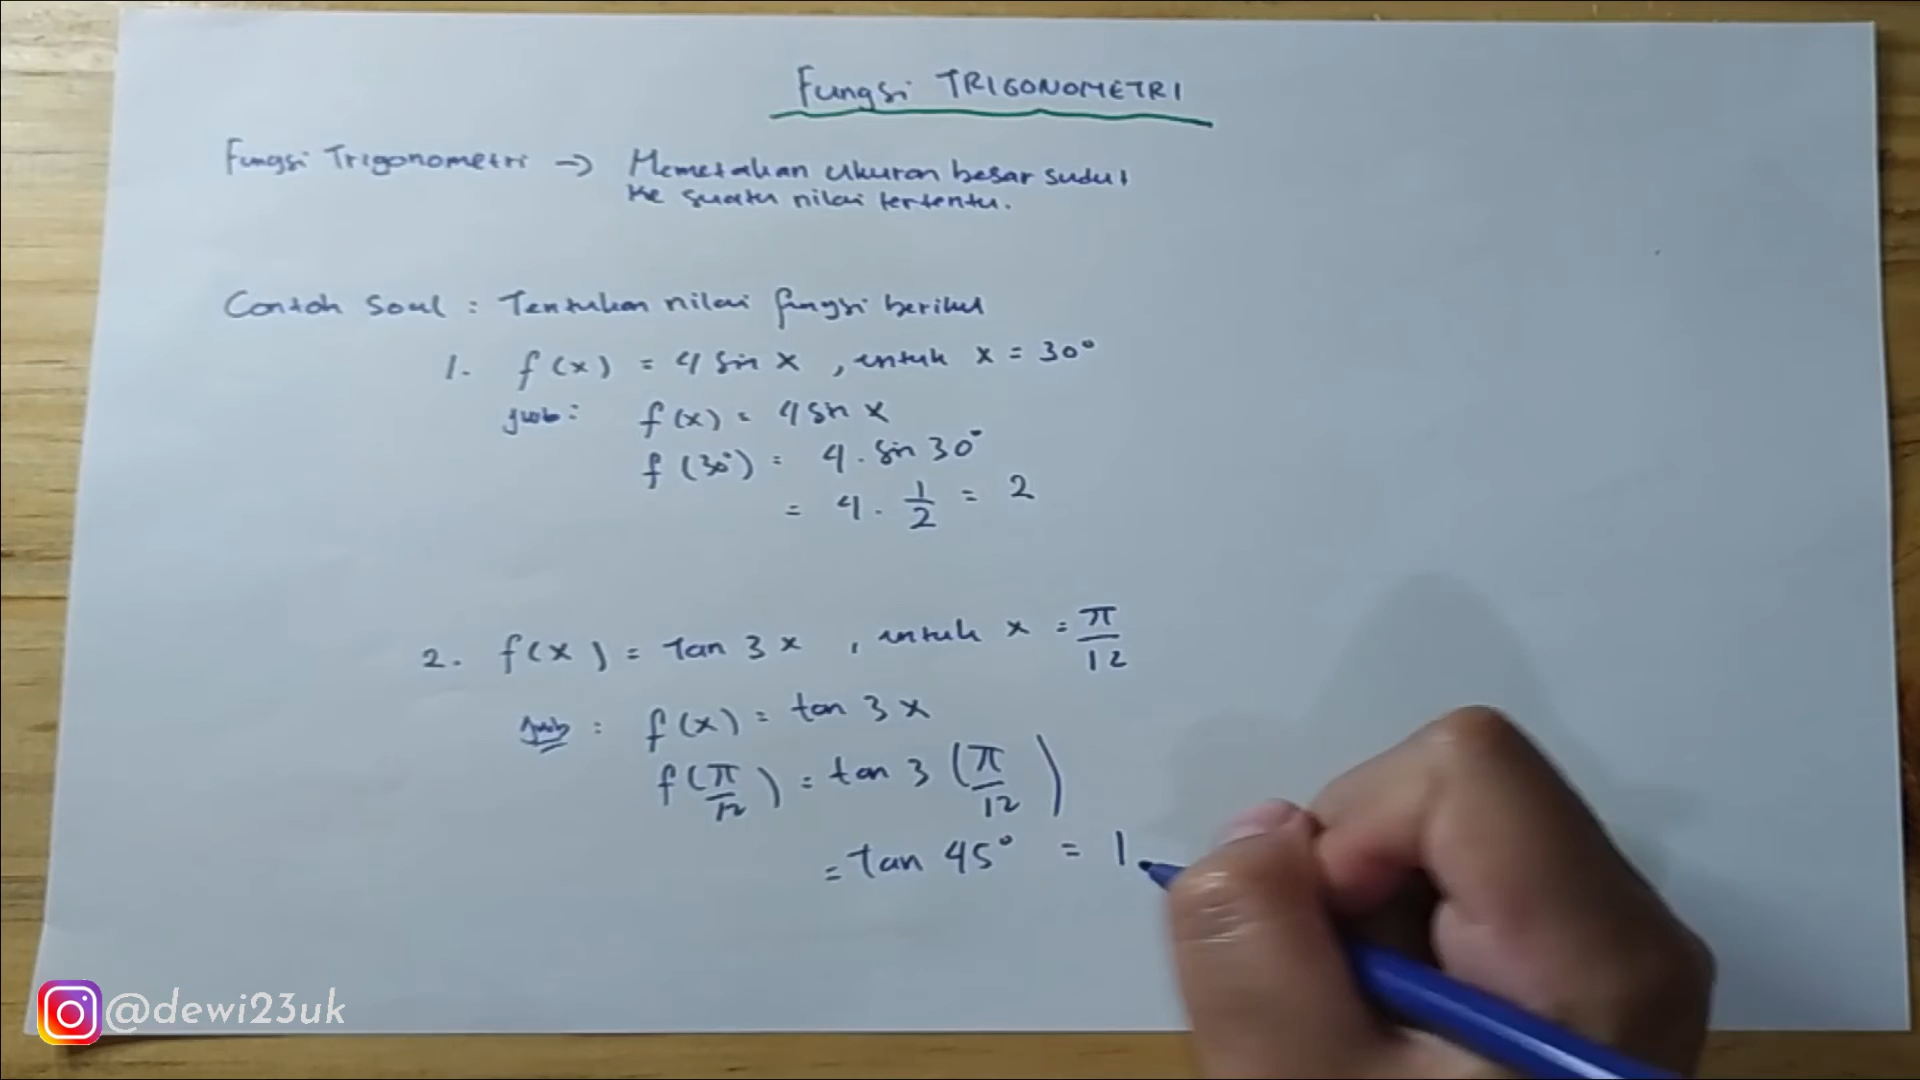 Fungsi TRIGONOMETRI
Fungsi Trigonometri → Memetakan ukuran besar sudut
ke suatu nilai tertentu.
Contoh Soal : Tentukan nilai fungsi berikut
1. f(x) = 4 sin x , untuk x = 30°
Jwb : f(x) = 4 sin x
f(30°) = 4 . sin 30°
= 4 . 1/2 = 2
2. f(x) = tan 3x , untuk x = π/12
Jwb : f(x) = tan 3x
f(π/12) = tan 3 (π/12)
= tan 45° = 1
@dewi23uk